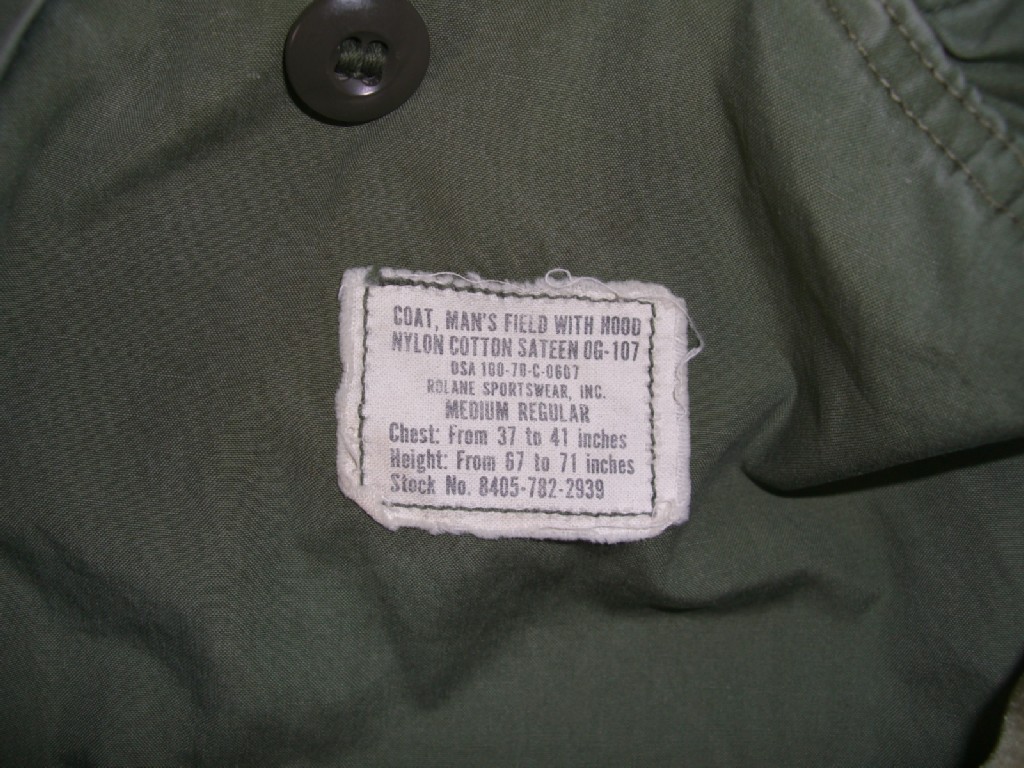 COAT, MAN'S FIELD WITH HOOD
NYLON COTTON SATEEN OG-107
DSA 100-70-C-0607
ROLANE SPORTSWEAR, INC.
MEDIUM REGULAR
Chest: From 37 to 41 inches
Height: From 67 to 71 inches
Stock No. 8405-782-2939